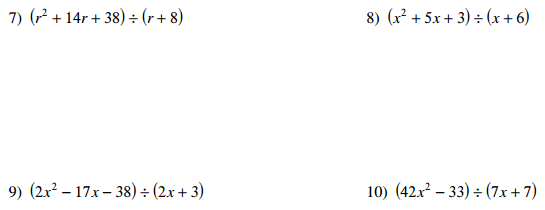 7) (r² + 14r + 38) ÷ (r + 8)
8) (x² + 5x + 3) ÷ (x + 6)
9) (2x² − 17x − 38) ÷ (2x + 3)
10) (42x² − 33) ÷ (7x + 7)